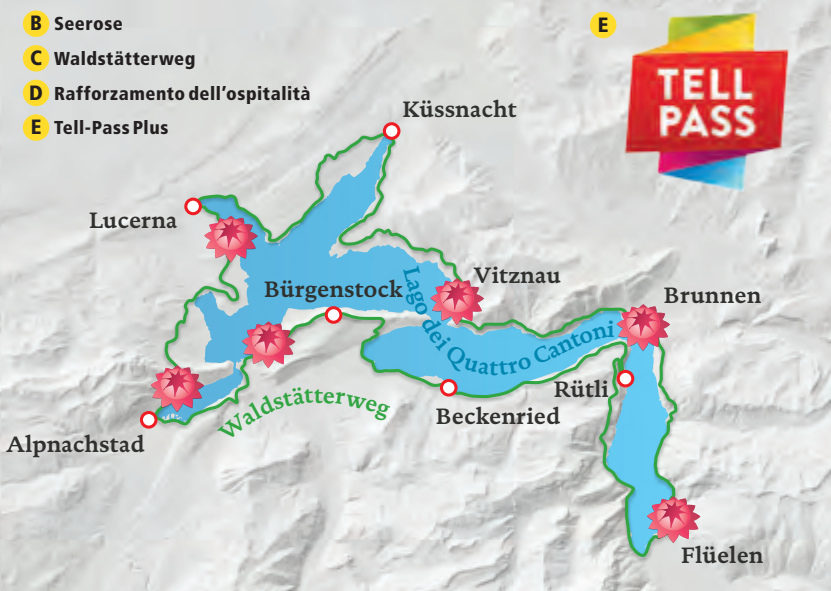 B Seerose
C Waldstätterweg
D Rafforzamento dell'ospitalità
E Tell-Pass Plus
E
TELL
PASS
Küssnacht
Lucerna
Vitznau
Bürgenstock
Brunnen
Lago dei Quattro Cantoni
Rütli
Beckenried
Waldstätterweg
Alpnachstad
Flüelen